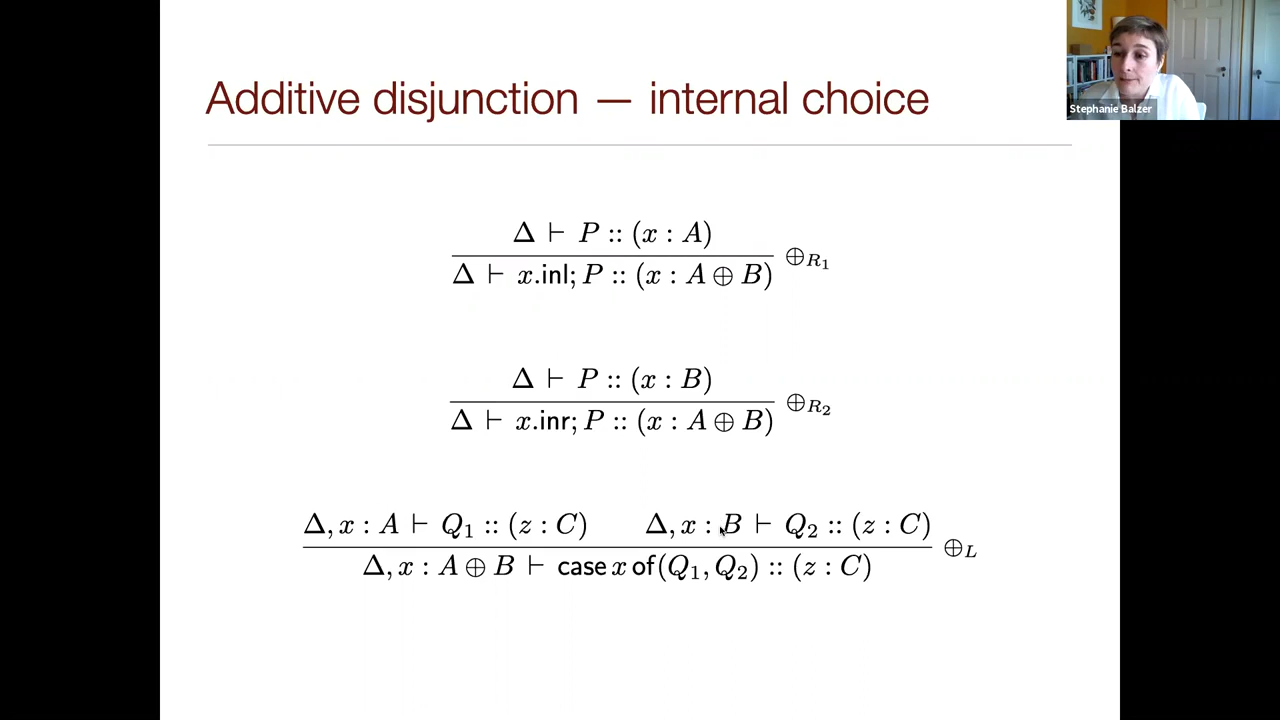 Additive disjunction — internal choice
Stephanie Balzer
Δ ⊢ P :: (x : A)
Δ ⊢ x.inl; P :: (x : A ⊕ B) ⊕R1
Δ ⊢ P :: (x : B)
Δ ⊢ x.inr; P :: (x : A ⊕ B) ⊕R2
Δ, x : A ⊢ Q1 :: (z : C) Δ, x : B ⊢ Q2 :: (z : C)
Δ, x : A ⊕ B ⊢ case x of(Q1, Q2) :: (z : C) ⊕L